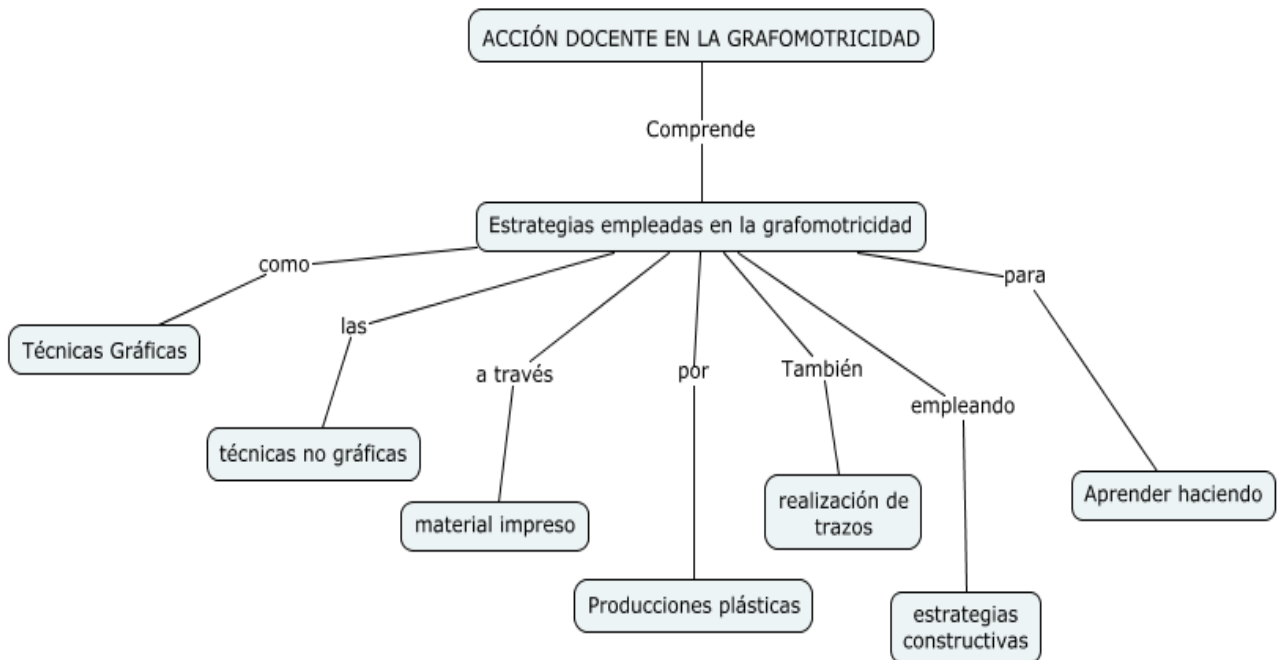 ACCIÓN DOCENTE EN LA GRAFOMOTRICIDAD
Comprende
Estrategias empleadas en la grafomotricidad
como
Técnicas Gráficas
las
técnicas no gráficas
a través
material impreso
por
Producciones plásticas
También
realización de
trazos
empleando
estrategias
constructivas
para
Aprender haciendo